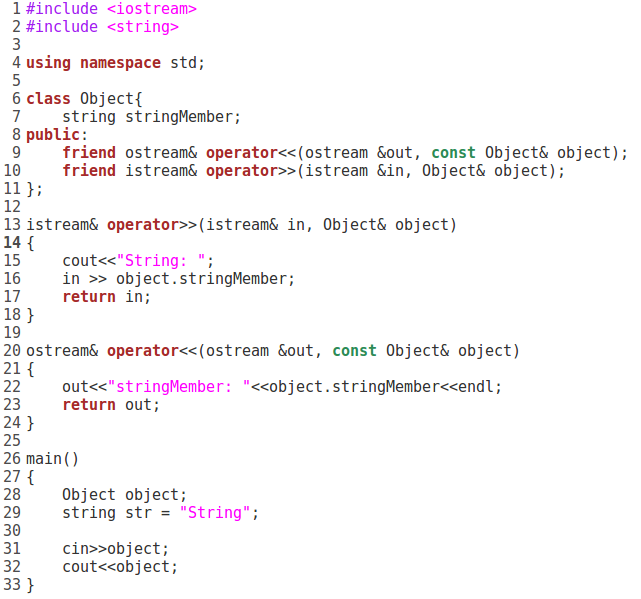 1 #include <iostream>
2 #include <string>
3
4 using namespace std;
5
6 class Object{
7     string stringMember;
8 public:
9     friend ostream& operator<<(ostream &out, const Object& object);
10     friend istream& operator>>(istream &in, Object& object);
11 };
12
13 istream& operator>>(istream& in, Object& object)
14 {
15     cout<<"String: ";
16     in >> object.stringMember;
17     return in;
18 }
19
20 ostream& operator<<(ostream &out, const Object& object)
21 {
22     out<<"stringMember: "<<object.stringMember<<endl;
23     return out;
24 }
25
26 main()
27 {
28     Object object;
29     string str = "String";
30
31     cin>>object;
32     cout<<object;
33 }